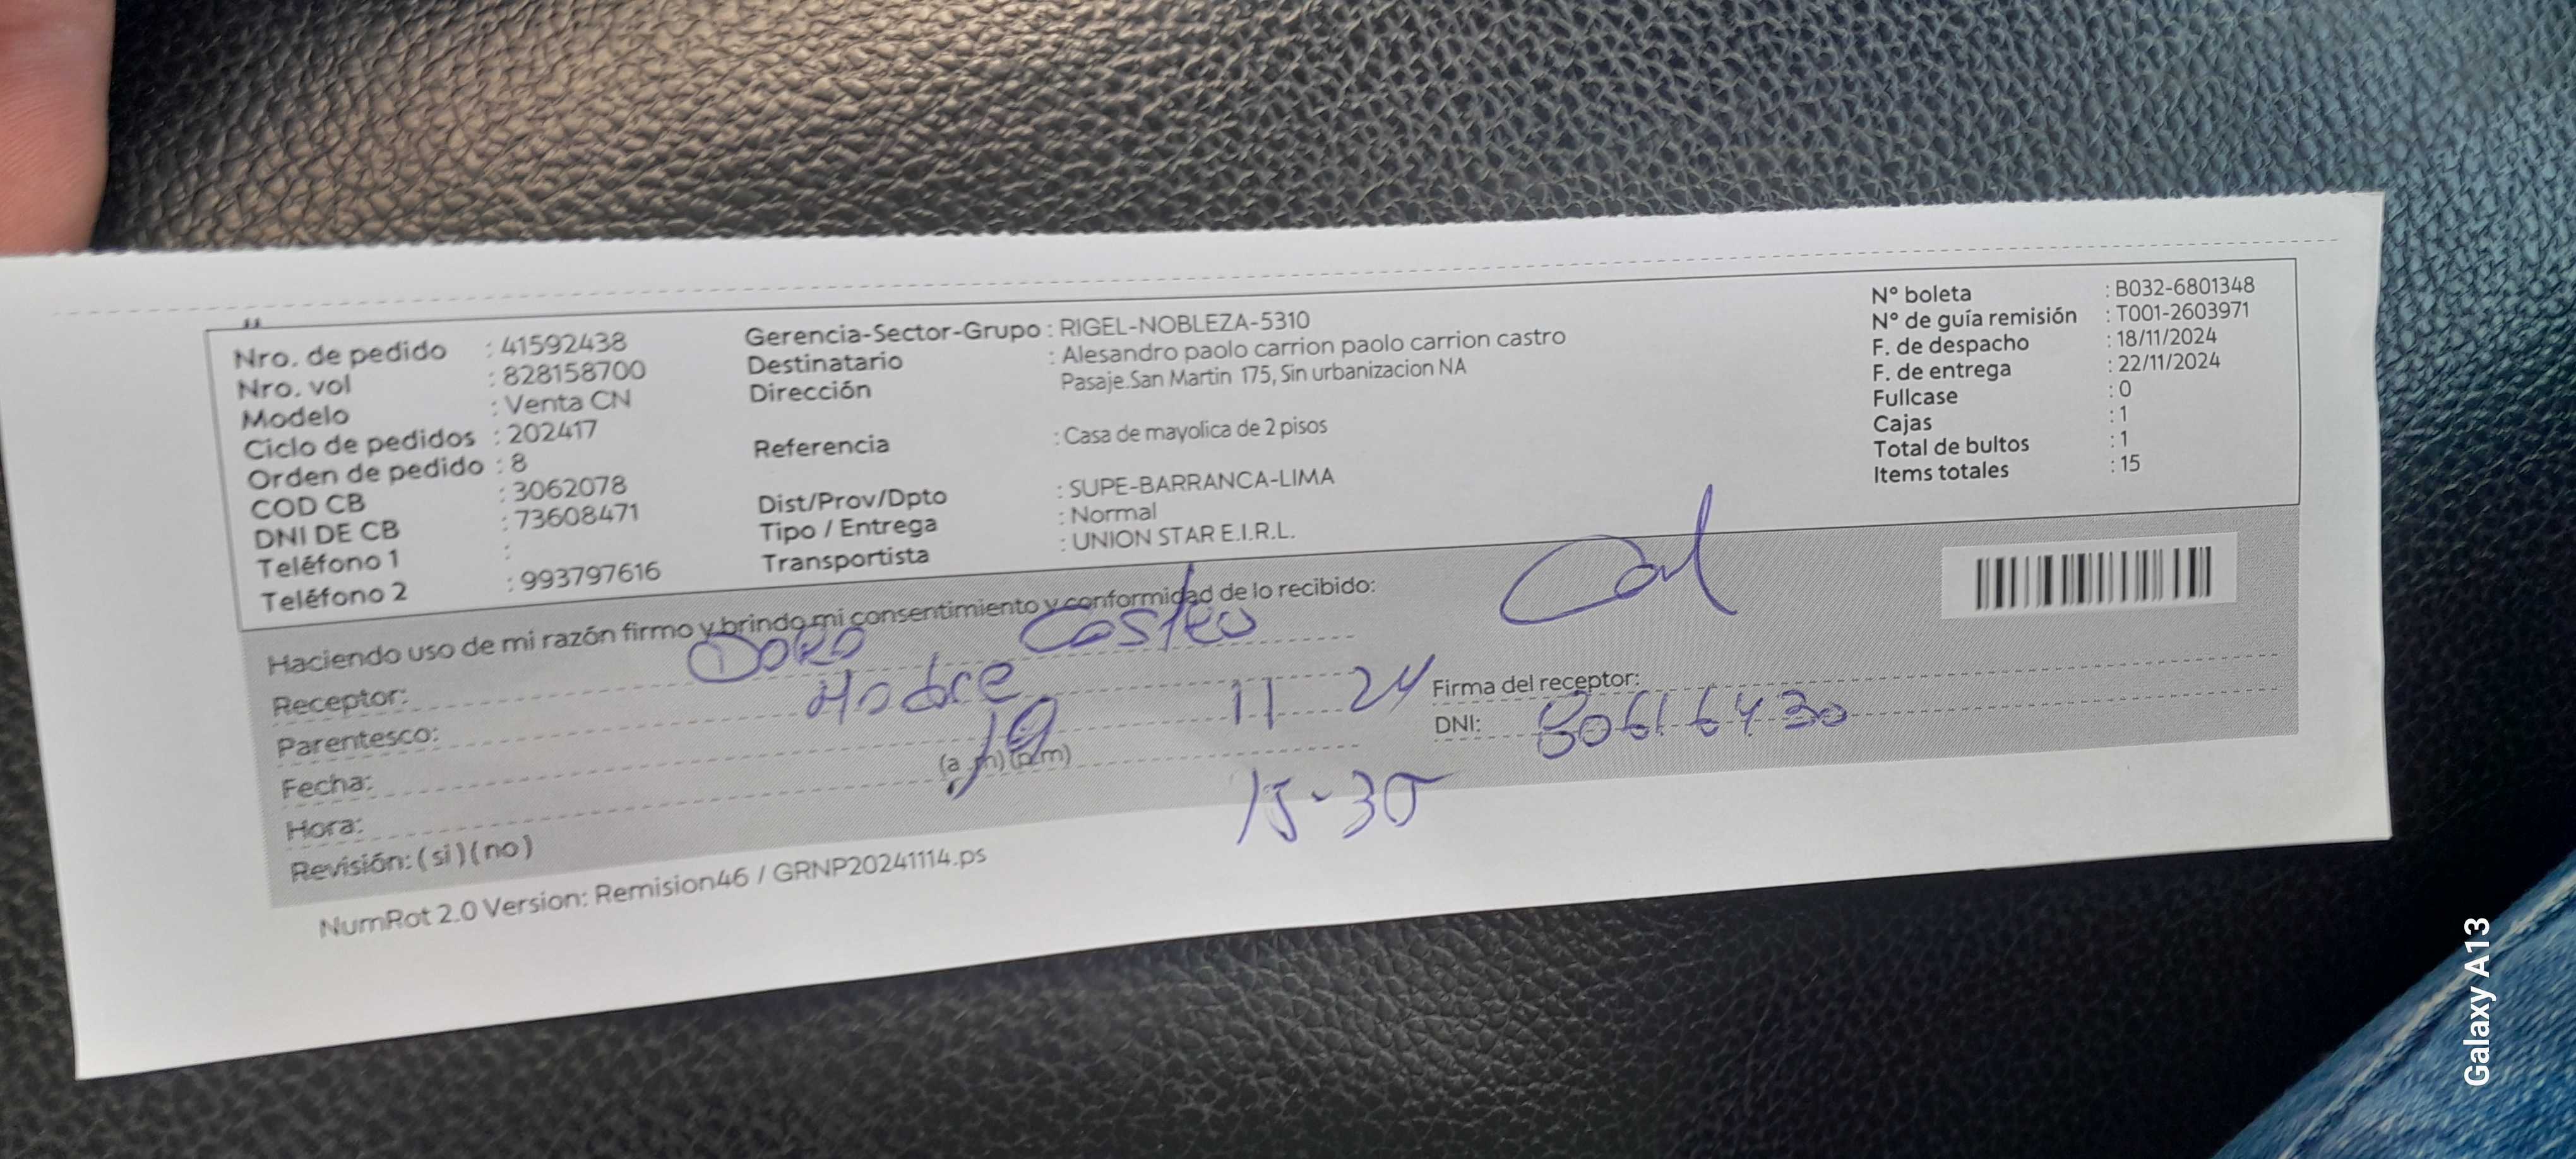 Nro. de pedido : 41592438
Nro. vol : 828158700
Modelo : Venta CN
Ciclo de pedidos : 202417
Orden de pedido : 8
COD CB : 3062078
DNI DE CB : 73608471
Teléfono 1 :
Teléfono 2 : 993797616
Gerencia-Sector-Grupo : RIGEL-NOBLEZA-5310
Destinatario : Alesandro paolo carrion paolo carrion castro
Dirección Pasaje.San Martin 175, Sin urbanizacion NA
Referencia : Casa de mayolica de 2 pisos
Dist/Prov/Dpto : SUPE-BARRANCA-LIMA
Tipo / Entrega : Normal
Transportista : UNION STAR E.I.R.L.
N° boleta : B032-6801348
N° de guía remisión : T001-2603971
F. de despacho : 18/11/2024
F. de entrega : 22/11/2024
Fullcase : 0
Cajas : 1
Total de bultos : 1
Items totales : 15
Haciendo uso de mi razón firmo y brindo mi consentimiento y conformidad de lo recibido:
Receptor: Doro Castro
Parentesco: Madre
Fecha: 19 11 24
Hora: (a.m) (p.m) 15-30
Revisión: (si) (no)
Firma del receptor:
DNI: 80616430
NumRot 2.0 Version: Remision46 / GRNP20241114.ps
Galaxy A13